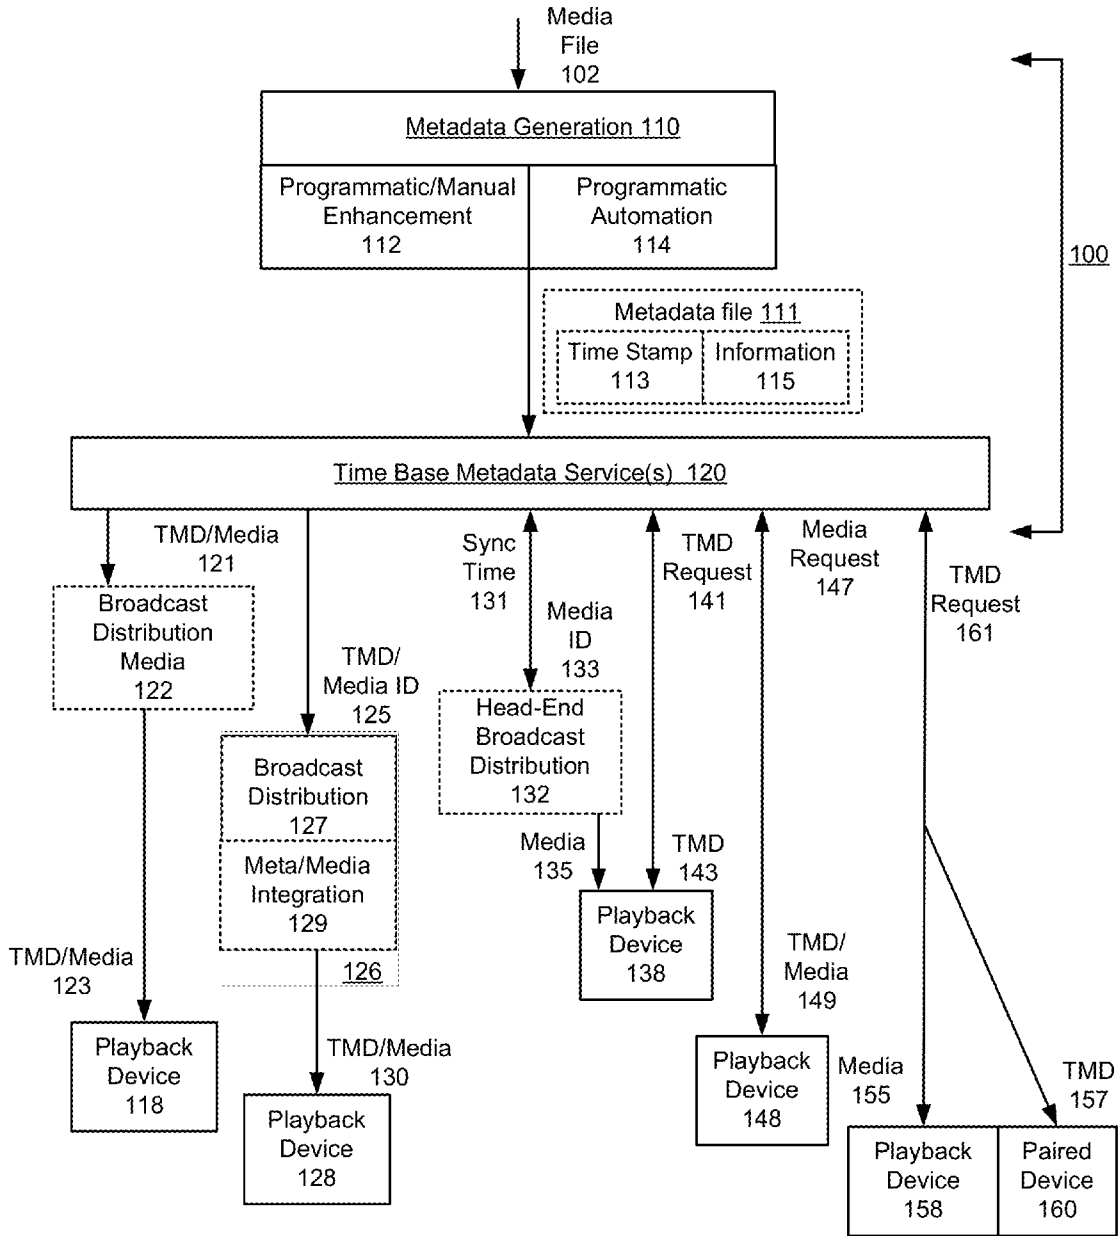 Media
File
102
Metadata Generation 110
Programmatic/Manual
Enhancement
112
Programmatic
Automation
114
100
Metadata file 111
Time Stamp
113
Information
115
Time Base Metadata Service(s) 120
TMD/Media
121
Broadcast
Distribution
Media
122
TMD/
Media ID
125
Sync
Time
131
Media
ID
133
TMD
Request
141
Media
Request
147
TMD
Request
161
Broadcast
Distribution
127
Meta/Media
Integration
129
126
Head-End
Broadcast
Distribution
132
Media
135
TMD
143
Playback
Device
138
TMD/Media
123
Playback
Device
118
TMD/Media
130
Playback
Device
128
TMD/
Media
149
Playback
Device
148
Media
155
TMD
157
Playback
Device
158
Paired
Device
160